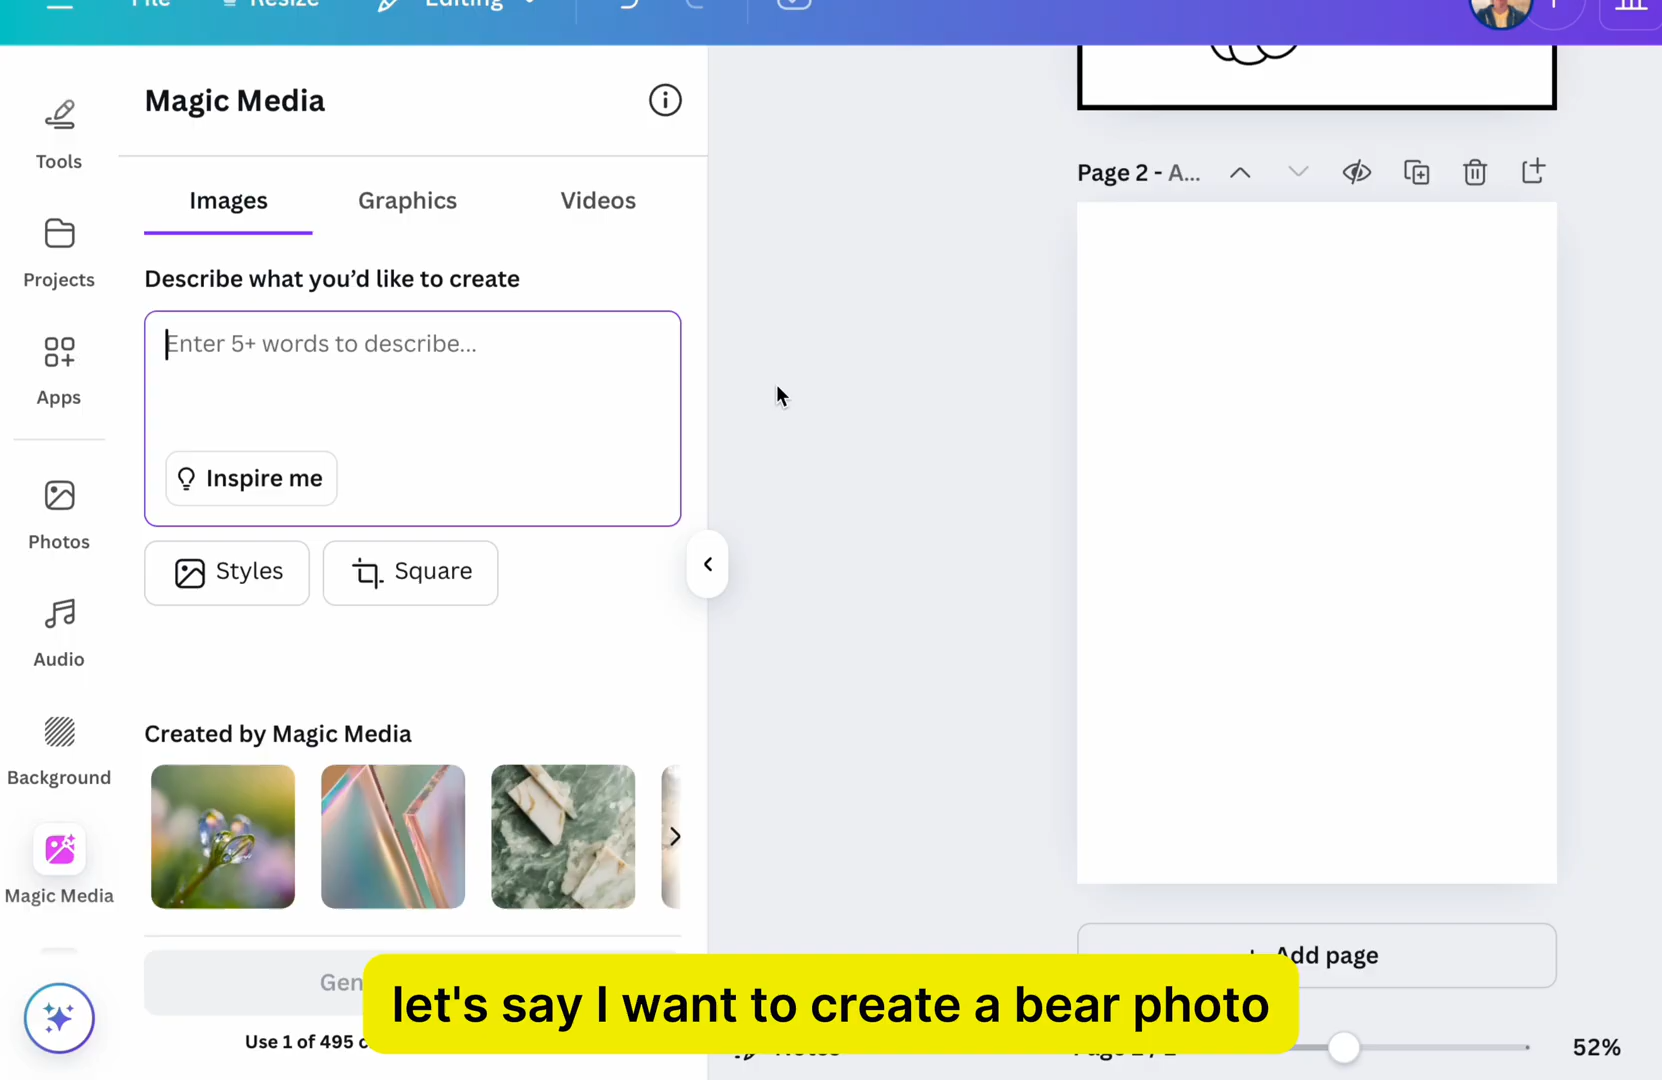 File
Resize
Editing
Magic Media
Tools
Projects
Apps
Photos
Audio
Background
Magic Media
Images
Graphics
Videos
Describe what you’d like to create
Enter 5+ words to describe...
Inspire me
Styles
Square
Created by Magic Media
Gen
Use 1 of 495
Page 2 - A...
Add page
let's say I want to create a bear photo
Notes
52%